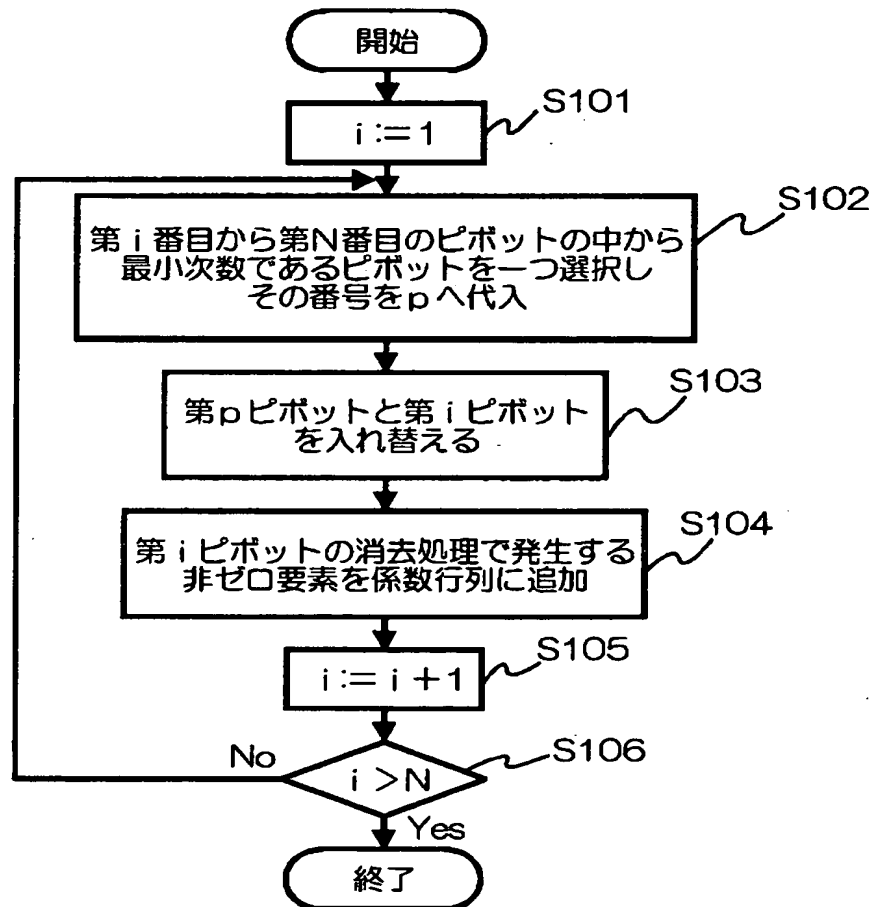 開始
S101
i:=1
S102
第i番目から第N番目のピボットの中から
最小次数であるピボットを一つ選択し
その番号をpへ代入
S103
第pピボットと第iピボット
を入れ替える
S104
第iピボットの消去処理で発生する
非ゼロ要素を係数行列に追加
S105
i:=i+1
S106
No
i>N
Yes
終了